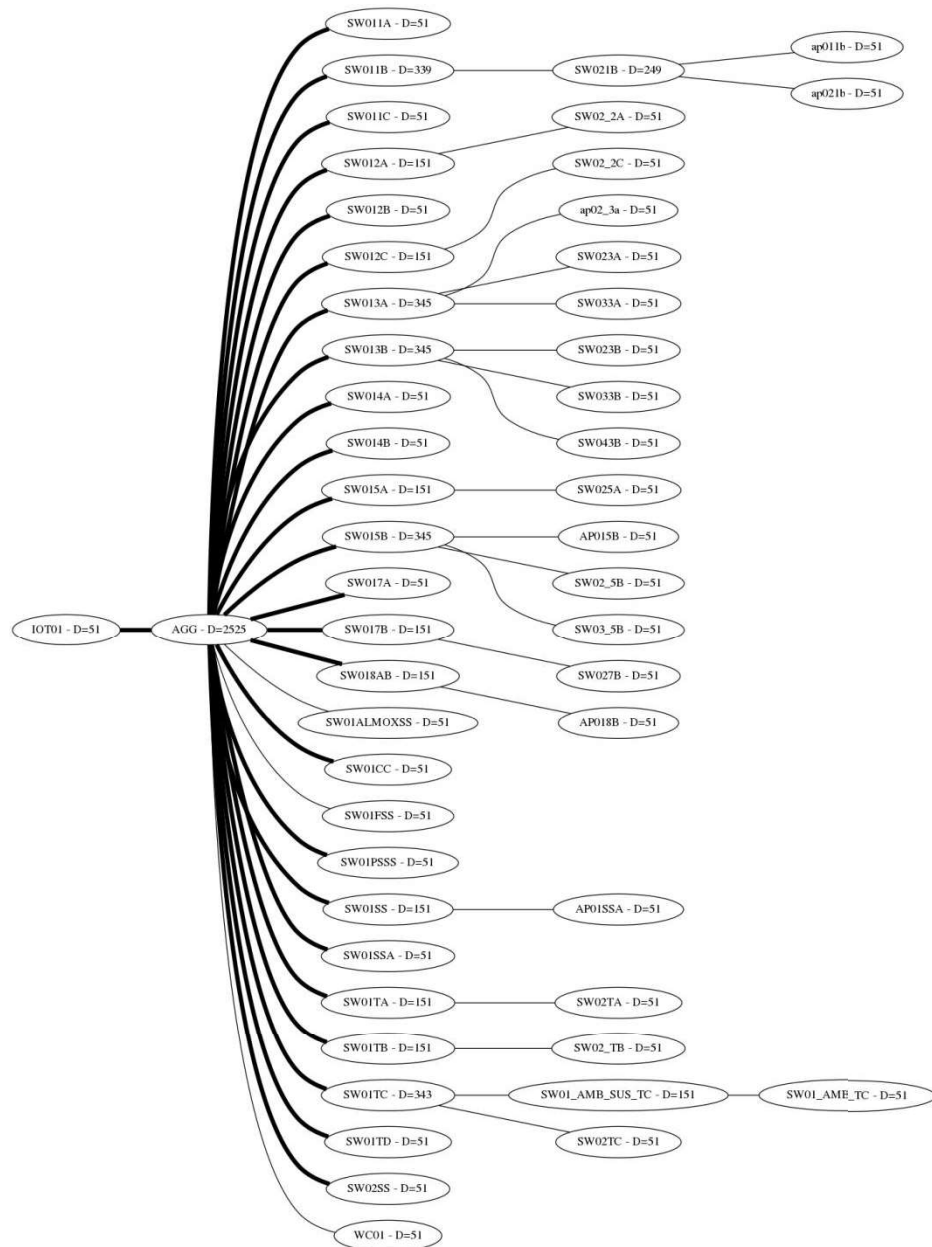 SW011A - D=51
SW011B - D=339
SW021B - D=249
ap011b - D=51
ap021b - D=51
SW011C - D=51
SW02_2A - D=51
SW012A - D=151
SW02_2C - D=51
SW012B - D=51
ap02_3a - D=51
SW012C - D=151
SW023A - D=51
SW013A - D=345
SW033A - D=51
SW013B - D=345
SW023B - D=51
SW014A - D=51
SW033B - D=51
SW014B - D=51
SW043B - D=51
SW015A - D=151
SW025A - D=51
SW015B - D=345
AP015B - D=51
SW017A - D=51
SW02_5B - D=51
IOT01 - D=51
AGG - D=2525
SW017B - D=151
SW03_5B - D=51
SW018AB - D=151
SW027B - D=51
SW01ALMOXSS - D=51
AP018B - D=51
SW01CC - D=51
SW01FSS - D=51
SW01PSSS - D=51
SW01SS - D=151
AP01SSA - D=51
SW01SSA - D=51
SW01TA - D=151
SW02TA - D=51
SW01TB - D=151
SW02_TB - D=51
SW01TC - D=343
SW01_AMB_SUS_TC - D=151
SW01_AMB_TC - D=51
SW01TD - D=51
SW02TC - D=51
SW02SS - D=51
WC01 - D=51